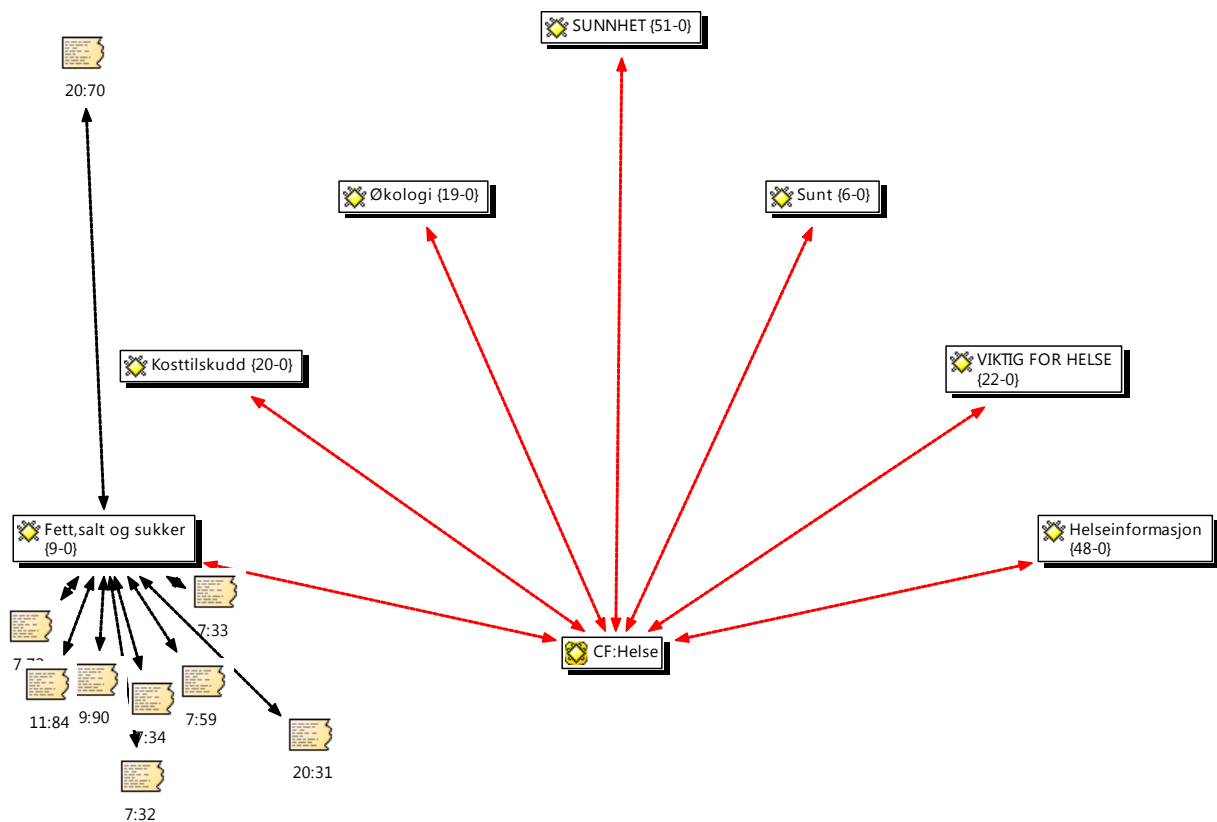 SUNNHET {51-0}
20:70
Økologi {19-0}
Sunt {6-0}
Kosttilskudd {20-0}
VIKTIG FOR HELSE
{22-0}
Fett,salt og sukker
{9-0}
Helseinformasjon
{48-0}
7:33
CF:Helse
11:84
9:90
7:34
7:59
20:31
7:32